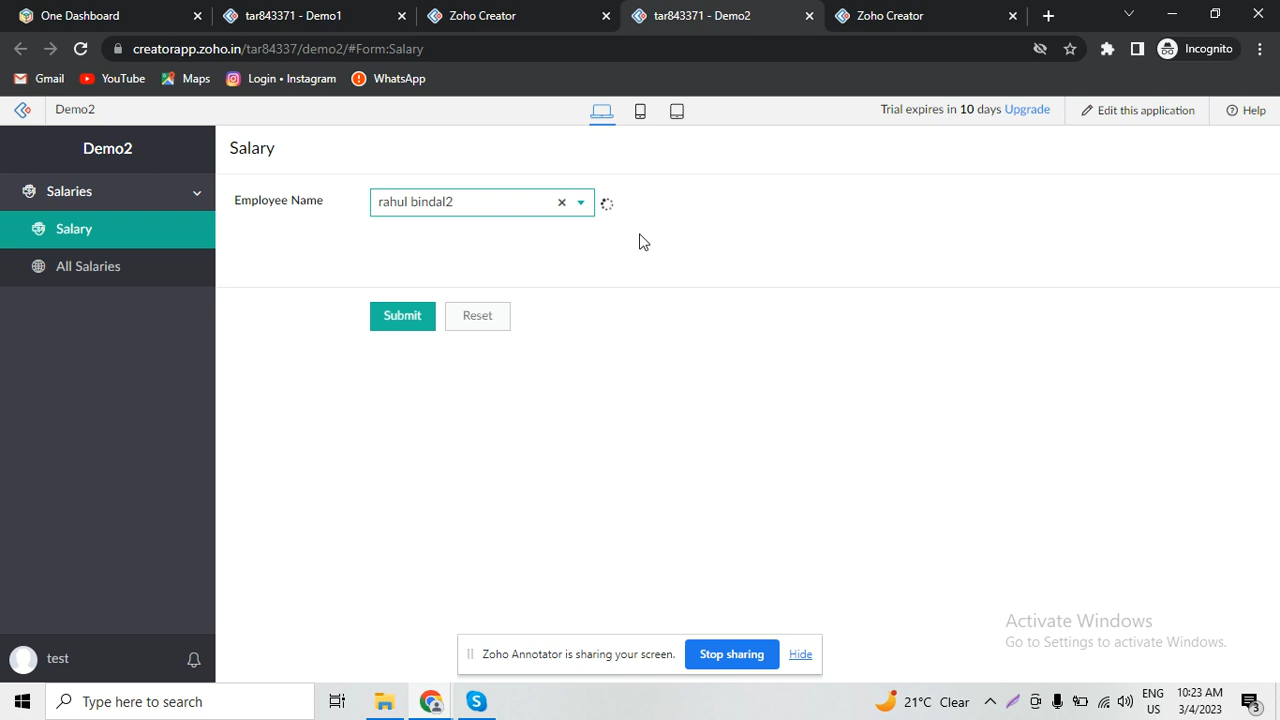 One Dashboard
tar843371 - Demo1
Zoho Creator
tar843371 - Demo2
Zoho Creator
creatorapp.zoho.in/tar84337/demo2/#Form:Salary
Incognito
Gmail
YouTube
Maps
Login • Instagram
WhatsApp
Demo2
Trial expires in 10 days Upgrade
Edit this application
Help
Demo2
Salary
Salaries
Employee Name
rahul bindal2
Salary
All Salaries
Submit
Reset
Activate Windows
Go to Settings to activate Windows.
test
Zoho Annotator is sharing your screen.
Stop sharing
Hide
Type here to search
21°C Clear
ENG
US
10:23 AM
3/4/2023
3